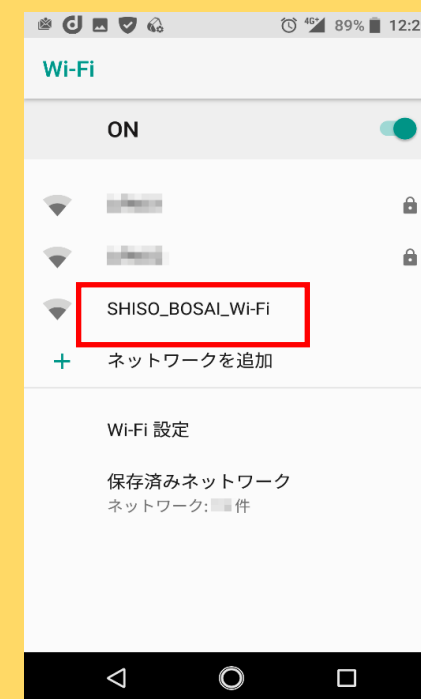 4G+ 89% 12:2
Wi-Fi
ON
SHISO_BOSAI_Wi-Fi
+ ネットワークを追加
Wi-Fi 設定
保存済みネットワーク
ネットワーク: 件